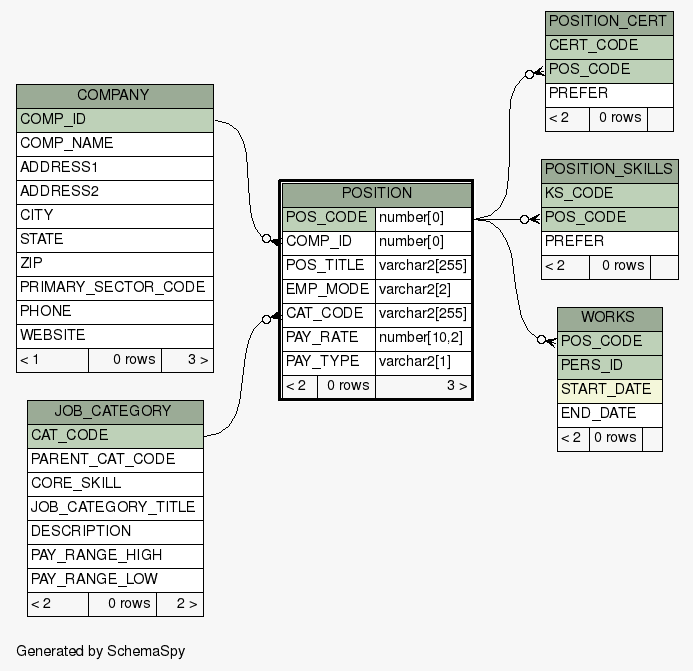 COMPANY
COMP_ID
COMP_NAME
ADDRESS1
ADDRESS2
CITY
STATE
ZIP
PRIMARY_SECTOR_CODE
PHONE
WEBSITE
< 1 0 rows 3 >
JOB_CATEGORY
CAT_CODE
PARENT_CAT_CODE
CORE_SKILL
JOB_CATEGORY_TITLE
DESCRIPTION
PAY_RANGE_HIGH
PAY_RANGE_LOW
< 2 0 rows 2 >
POSITION
POS_CODE number[0]
COMP_ID number[0]
POS_TITLE varchar2[255]
EMP_MODE varchar2[2]
CAT_CODE varchar2[255]
PAY_RATE number[10,2]
PAY_TYPE varchar2[1]
< 2 0 rows 3 >
POSITION_CERT
CERT_CODE
POS_CODE
PREFER
< 2 0 rows
POSITION_SKILLS
KS_CODE
POS_CODE
PREFER
< 2 0 rows
WORKS
POS_CODE
PERS_ID
START_DATE
END_DATE
< 2 0 rows
Generated by SchemaSpy